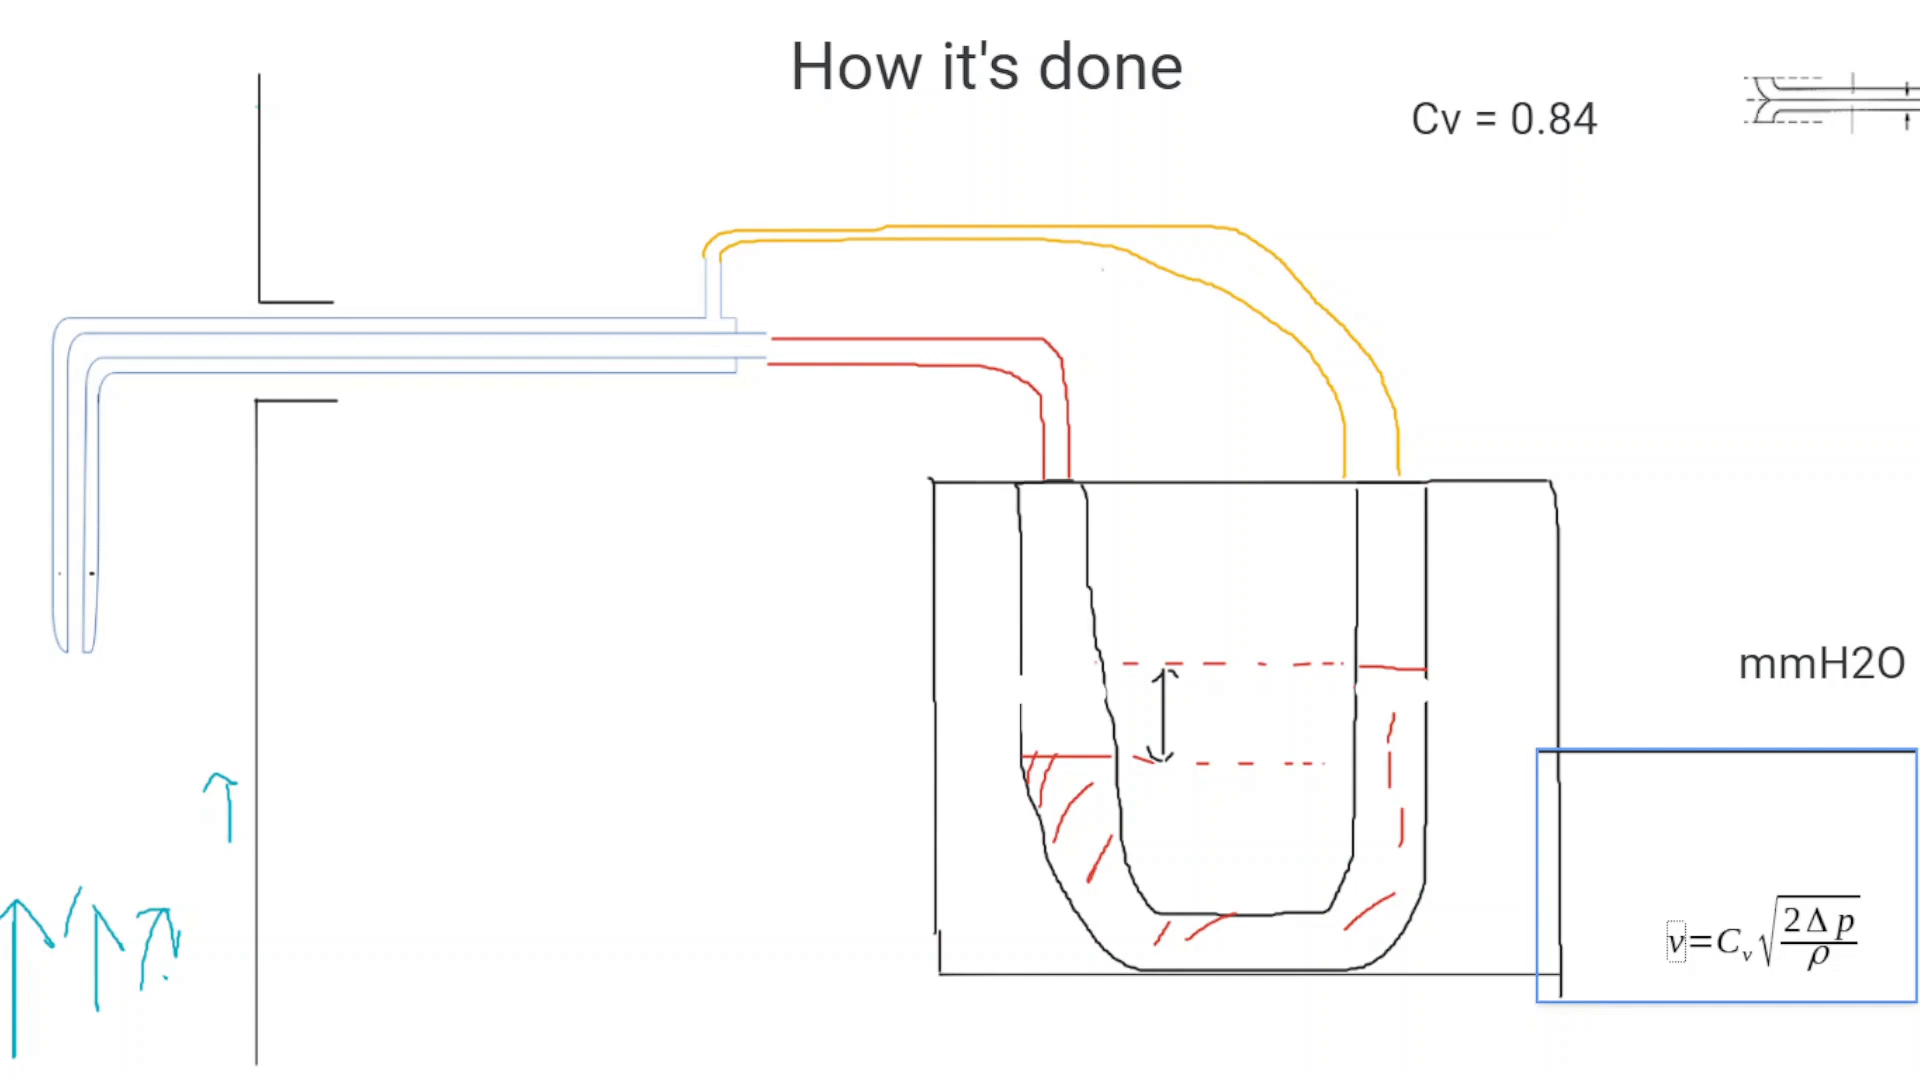 How it's done
Cv = 0.84
mmH2O
v=C_v√(2Δp/ρ)